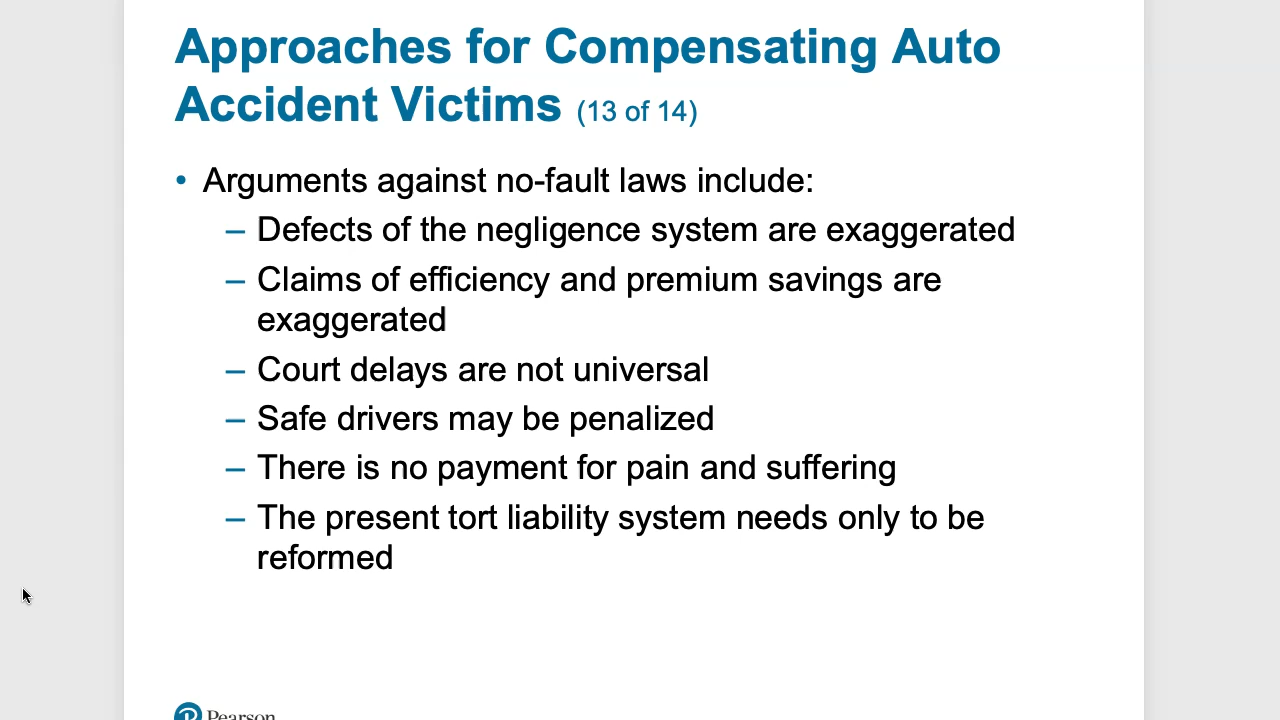 Approaches for Compensating Auto
Accident Victims (13 of 14)
• Arguments against no-fault laws include:
– Defects of the negligence system are exaggerated
– Claims of efficiency and premium savings are
exaggerated
– Court delays are not universal
– Safe drivers may be penalized
– There is no payment for pain and suffering
– The present tort liability system needs only to be
reformed
Pearson